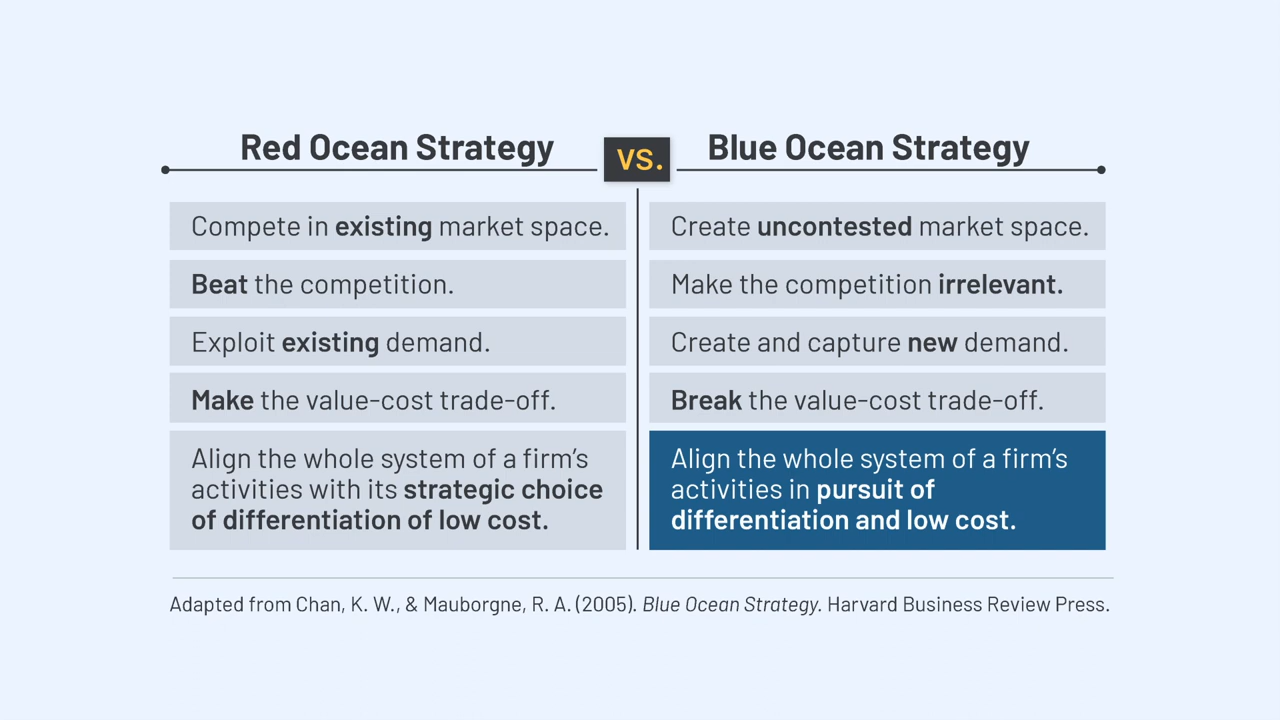 Red Ocean Strategy
VS.
Blue Ocean Strategy
Compete in existing market space.
Beat the competition.
Exploit existing demand.
Make the value-cost trade-off.
Align the whole system of a firm's
activities with its strategic choice
of differentiation of low cost.
Create uncontested market space.
Make the competition irrelevant.
Create and capture new demand.
Break the value-cost trade-off.
Align the whole system of a firm's
activities in pursuit of
differentiation and low cost.
Adapted from Chan, K. W., & Mauborgne, R. A. (2005). Blue Ocean Strategy. Harvard Business Review Press.